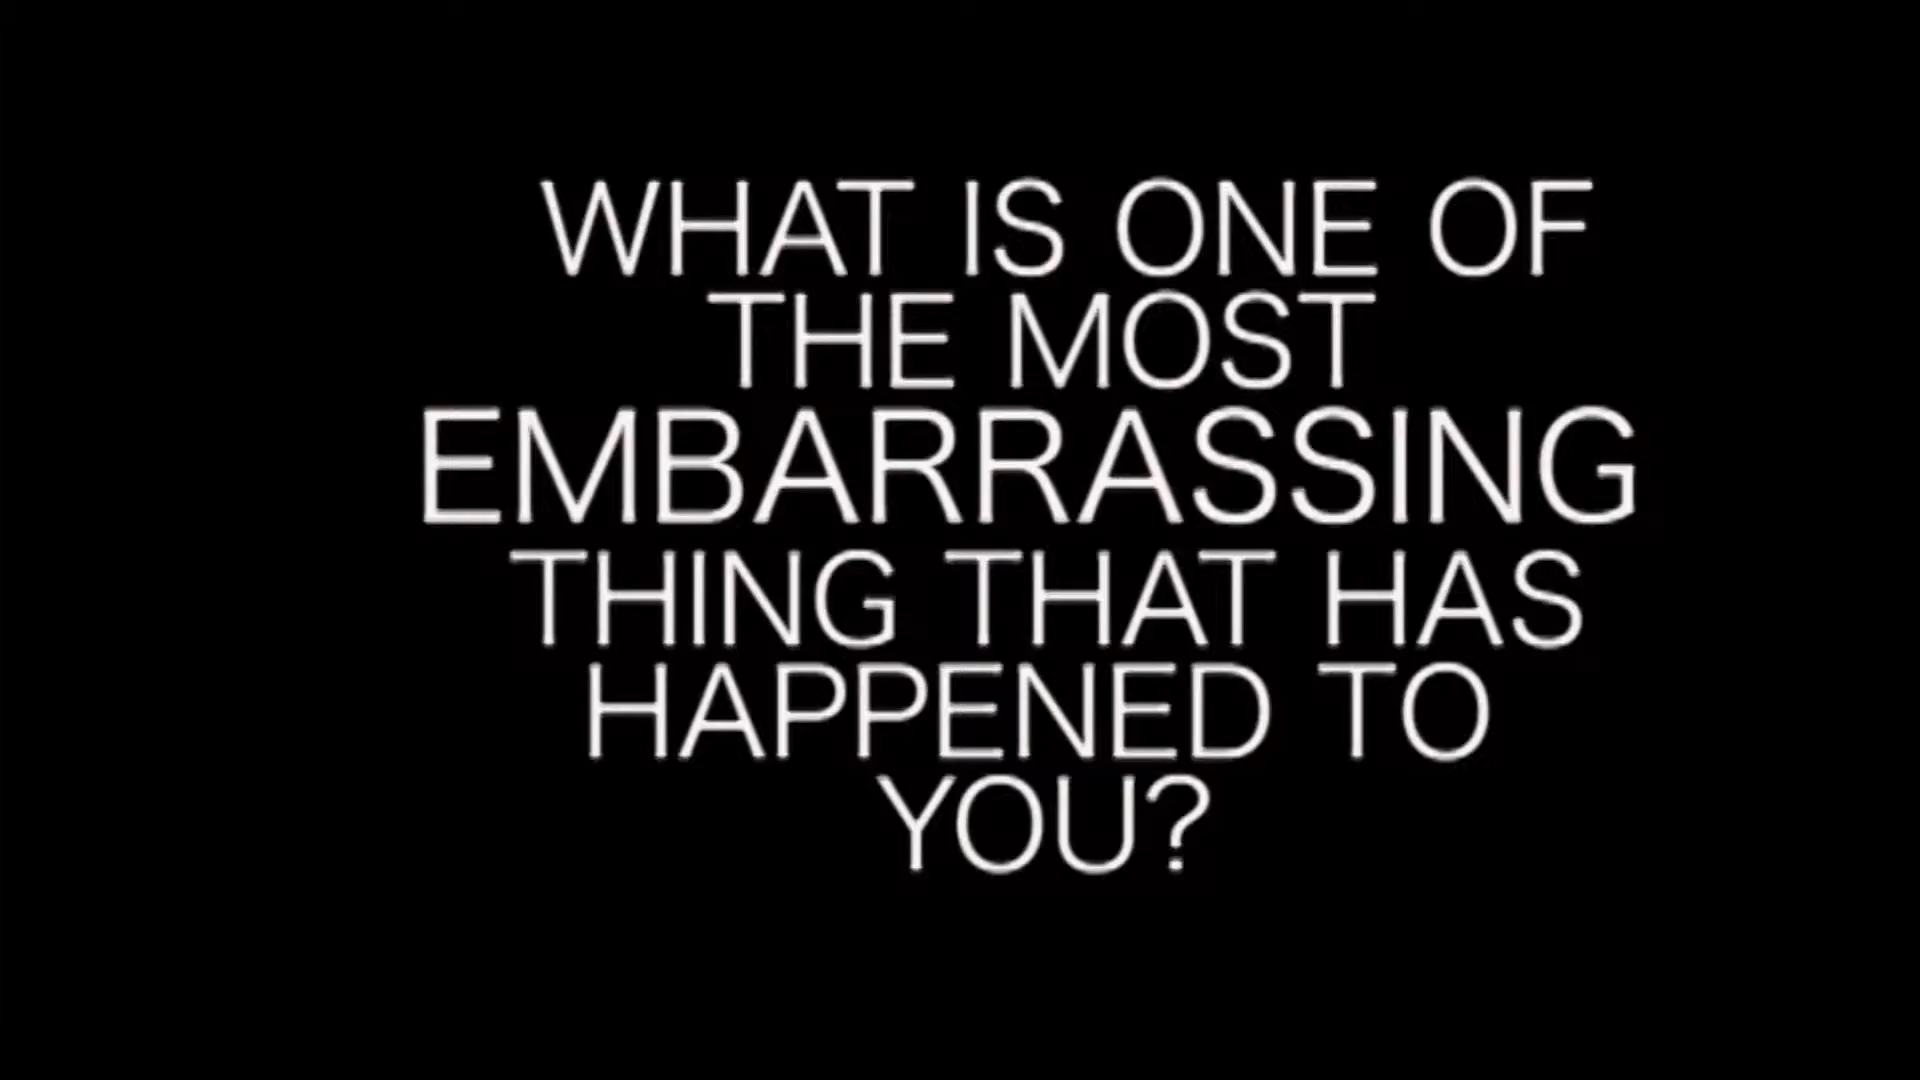 WHAT IS ONE OF
THE MOST
EMBARRASSING
THING THAT HAS
HAPPENED TO
YOU?